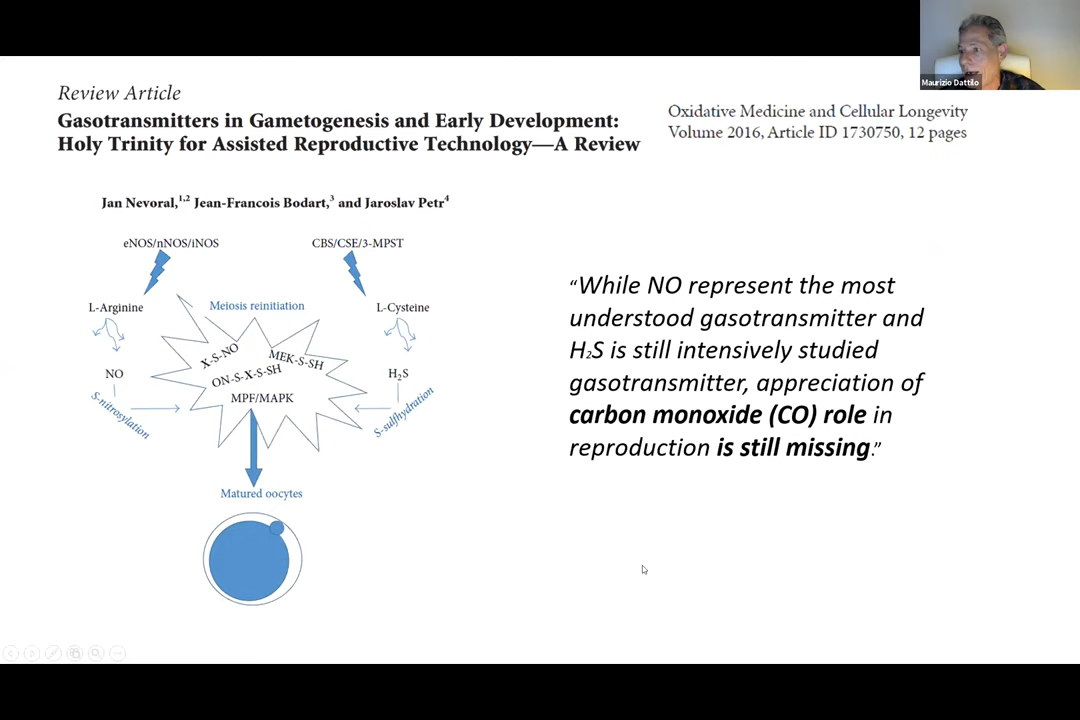 Maurizio Dattilo
Review Article
Gasotransmitters in Gametogenesis and Early Development:
Holy Trinity for Assisted Reproductive Technology—A Review
Oxidative Medicine and Cellular Longevity
Volume 2016, Article ID 1730750, 12 pages
Jan Nevoral,1,2 Jean-Francois Bodart,3 and Jaroslav Petr4
eNOS/nNOS/iNOS
CBS/CSE/3-MPST
L-Arginine
Meiosis reinitiation
L-Cysteine
X-S-NO
MEK-S-SH
ON-S-X-S-SH
NO
H2S
MPF/MAPK
S-nitrosylation
S-sulfhydration
Matured oocytes
“While NO represent the most
understood gasotransmitter and
H2S is still intensively studied
gasotransmitter, appreciation of
carbon monoxide (CO) role in
reproduction is still missing.”